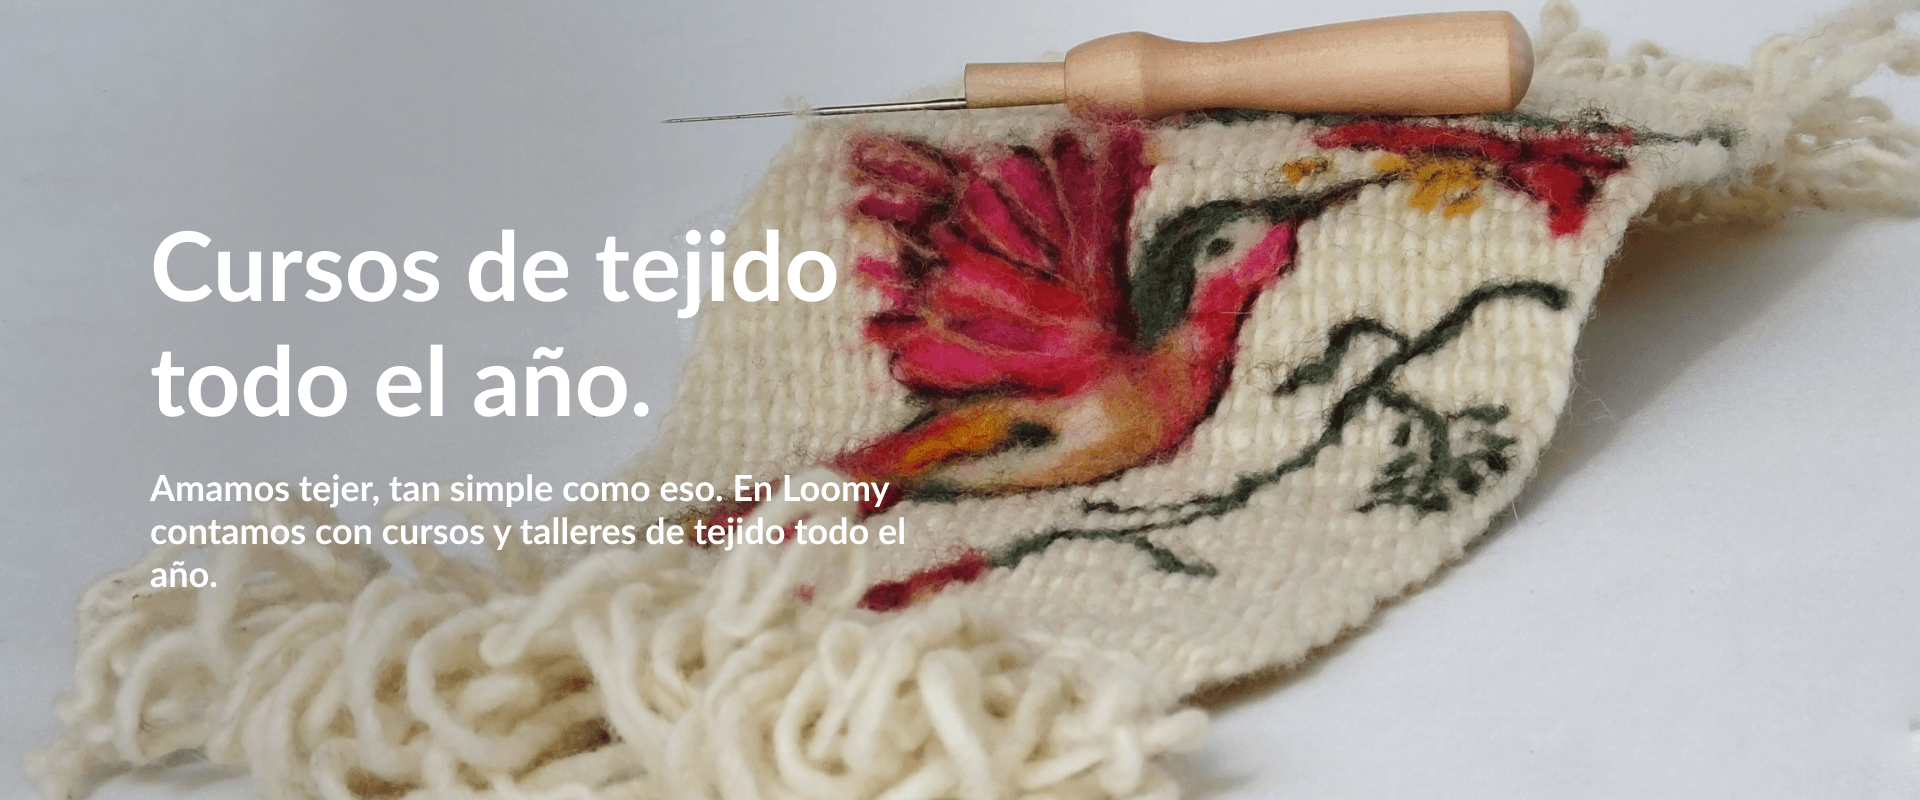 Cursos de tejido
todo el año.
Amamos tejer, tan simple como eso. En Loomy
contamos con cursos y talleres de tejido todo el
año.